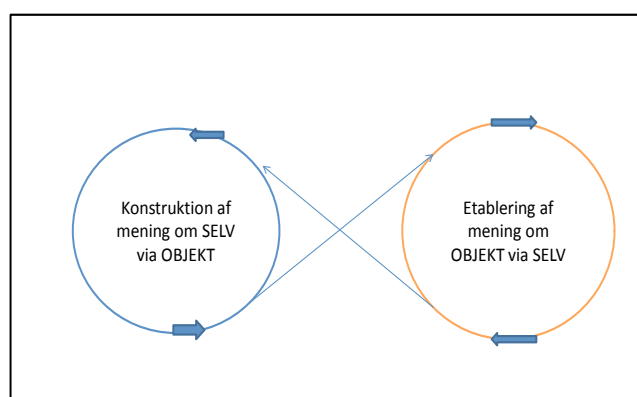 Konstruktion af
mening om SELV
via OBJEKT
Etablering af
mening om
OBJEKT via SELV